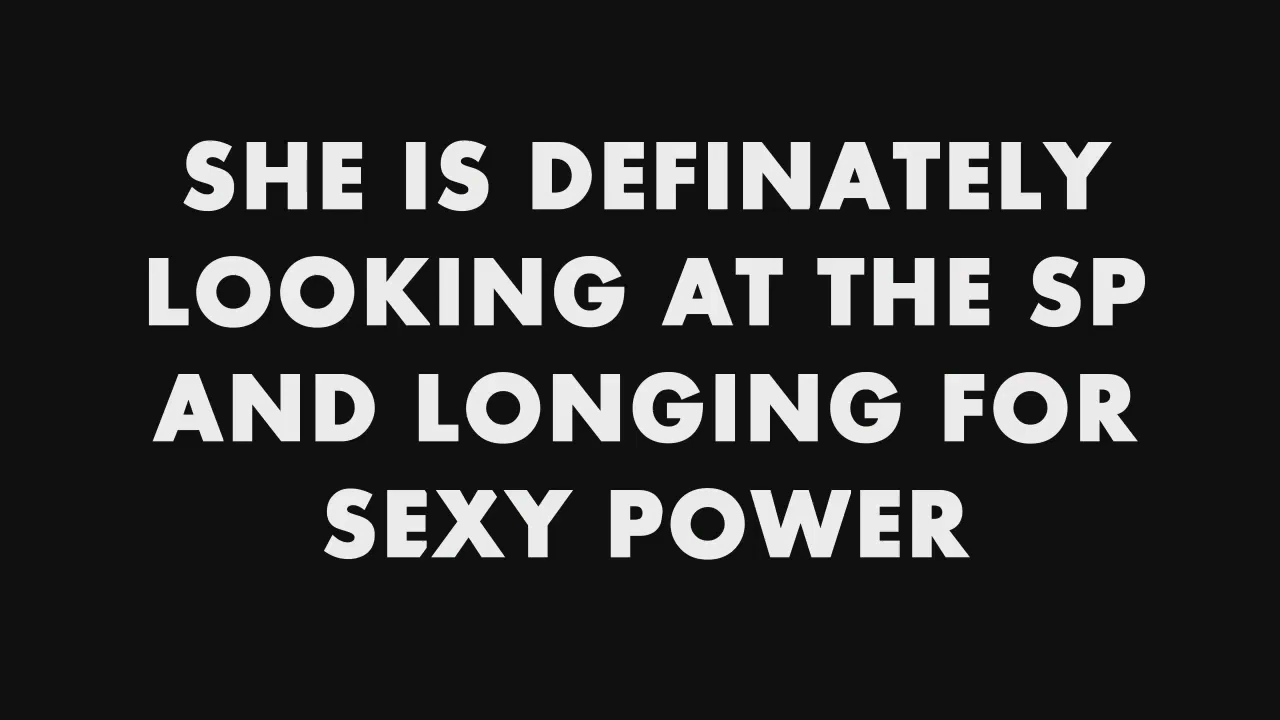 SHE IS DEFINATELY
LOOKING AT THE SP
AND LONGING FOR
SEXY POWER